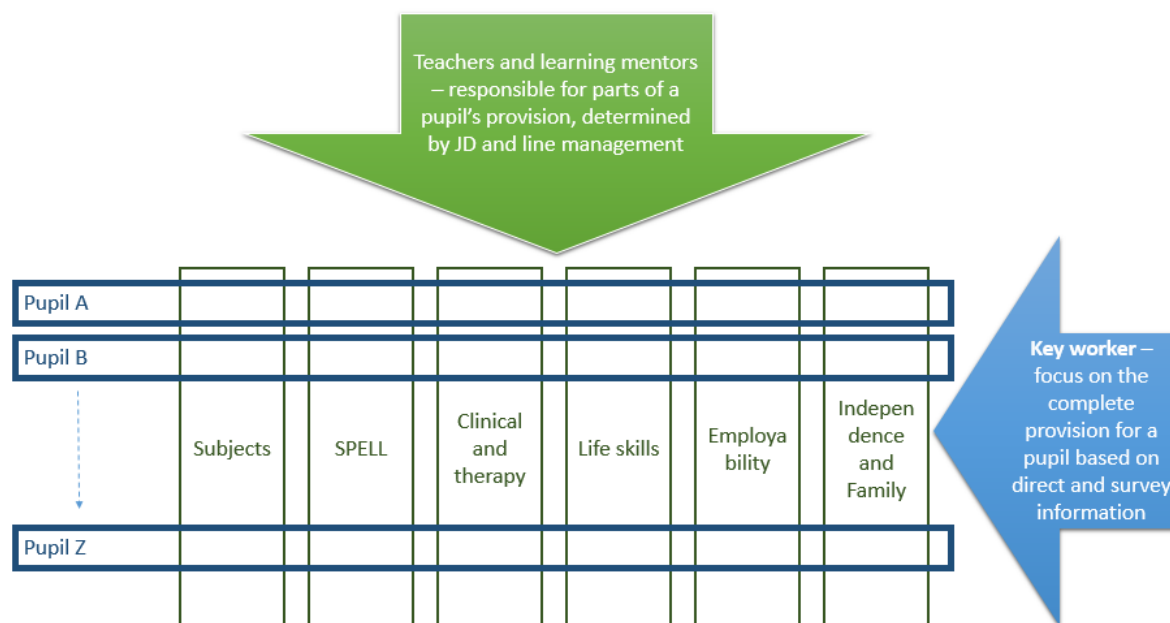 Teachers and learning mentors
– responsible for parts of a
pupil's provision, determined
by JD and line management
Pupil A
Pupil B
Key worker –
focus on the
complete
provision for a
pupil based on
direct and survey
information
Subjects
SPELL
Clinical
and
therapy
Life skills
Employa
bility
Indepen
dence
and
Family
Pupil Z